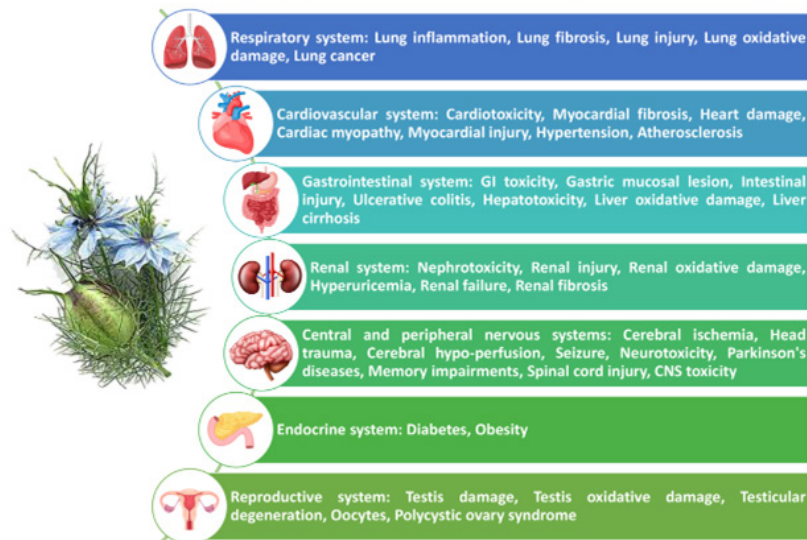 Respiratory system: Lung inflammation, Lung fibrosis, Lung injury, Lung oxidative
damage, Lung cancer
Cardiovascular system: Cardiotoxicity, Myocardial fibrosis, Heart damage,
Cardiac myopathy, Myocardial injury, Hypertension, Atherosclerosis
Gastrointestinal system: GI toxicity, Gastric mucosal lesion, Intestinal
injury, Ulcerative colitis, Hepatotoxicity, Liver oxidative damage, Liver
cirrhosis
Renal system: Nephrotoxicity, Renal injury, Renal oxidative damage,
Hyperuricemia, Renal failure, Renal fibrosis
Central and peripheral nervous systems: Cerebral ischemia, Head
trauma, Cerebral hypo-perfusion, Seizure, Neurotoxicity, Parkinson's
diseases, Memory impairments, Spinal cord injury, CNS toxicity
Endocrine system: Diabetes, Obesity
Reproductive system: Testis damage, Testis oxidative damage, Testicular
degeneration, Oocytes, Polycystic ovary syndrome